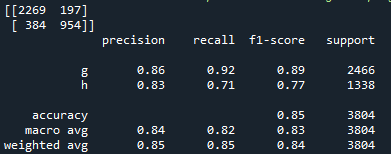 [[2269 197]
[ 384 954]]
precision recall f1-score support
g 0.86 0.92 0.89 2466
h 0.83 0.71 0.77 1338
accuracy 0.85 3804
macro avg 0.84 0.82 0.83 3804
weighted avg 0.85 0.85 0.84 3804